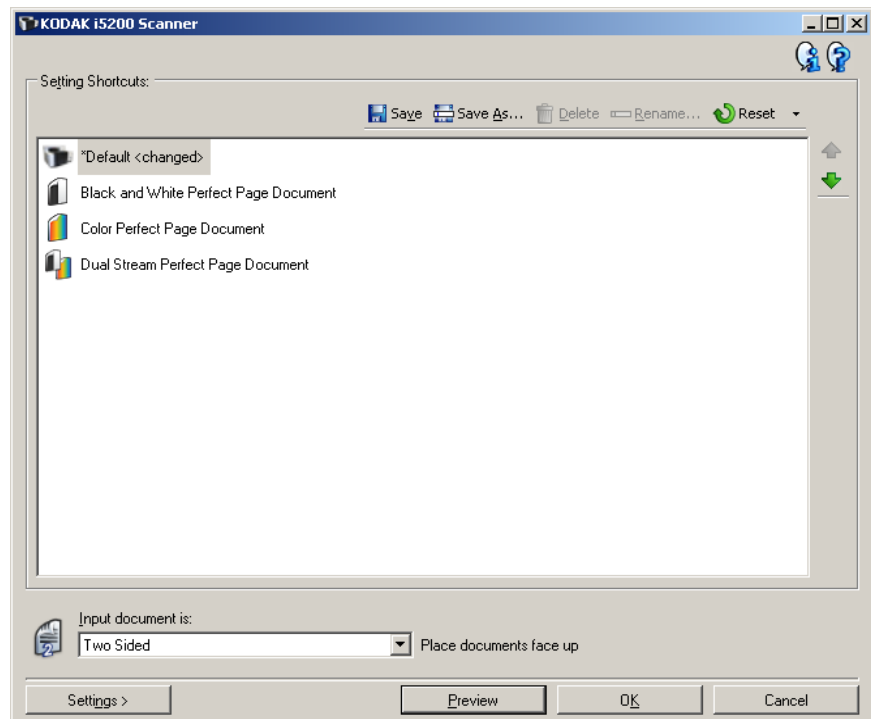 KODAK i5200 Scanner
Setting Shortcuts:
Save Save As... Delete Rename... Reset
*Default <changed>
Black and White Perfect Page Document
Color Perfect Page Document
Dual Stream Perfect Page Document
Input document is:
2
Two Sided Place documents face up
Settings > Preview OK Cancel